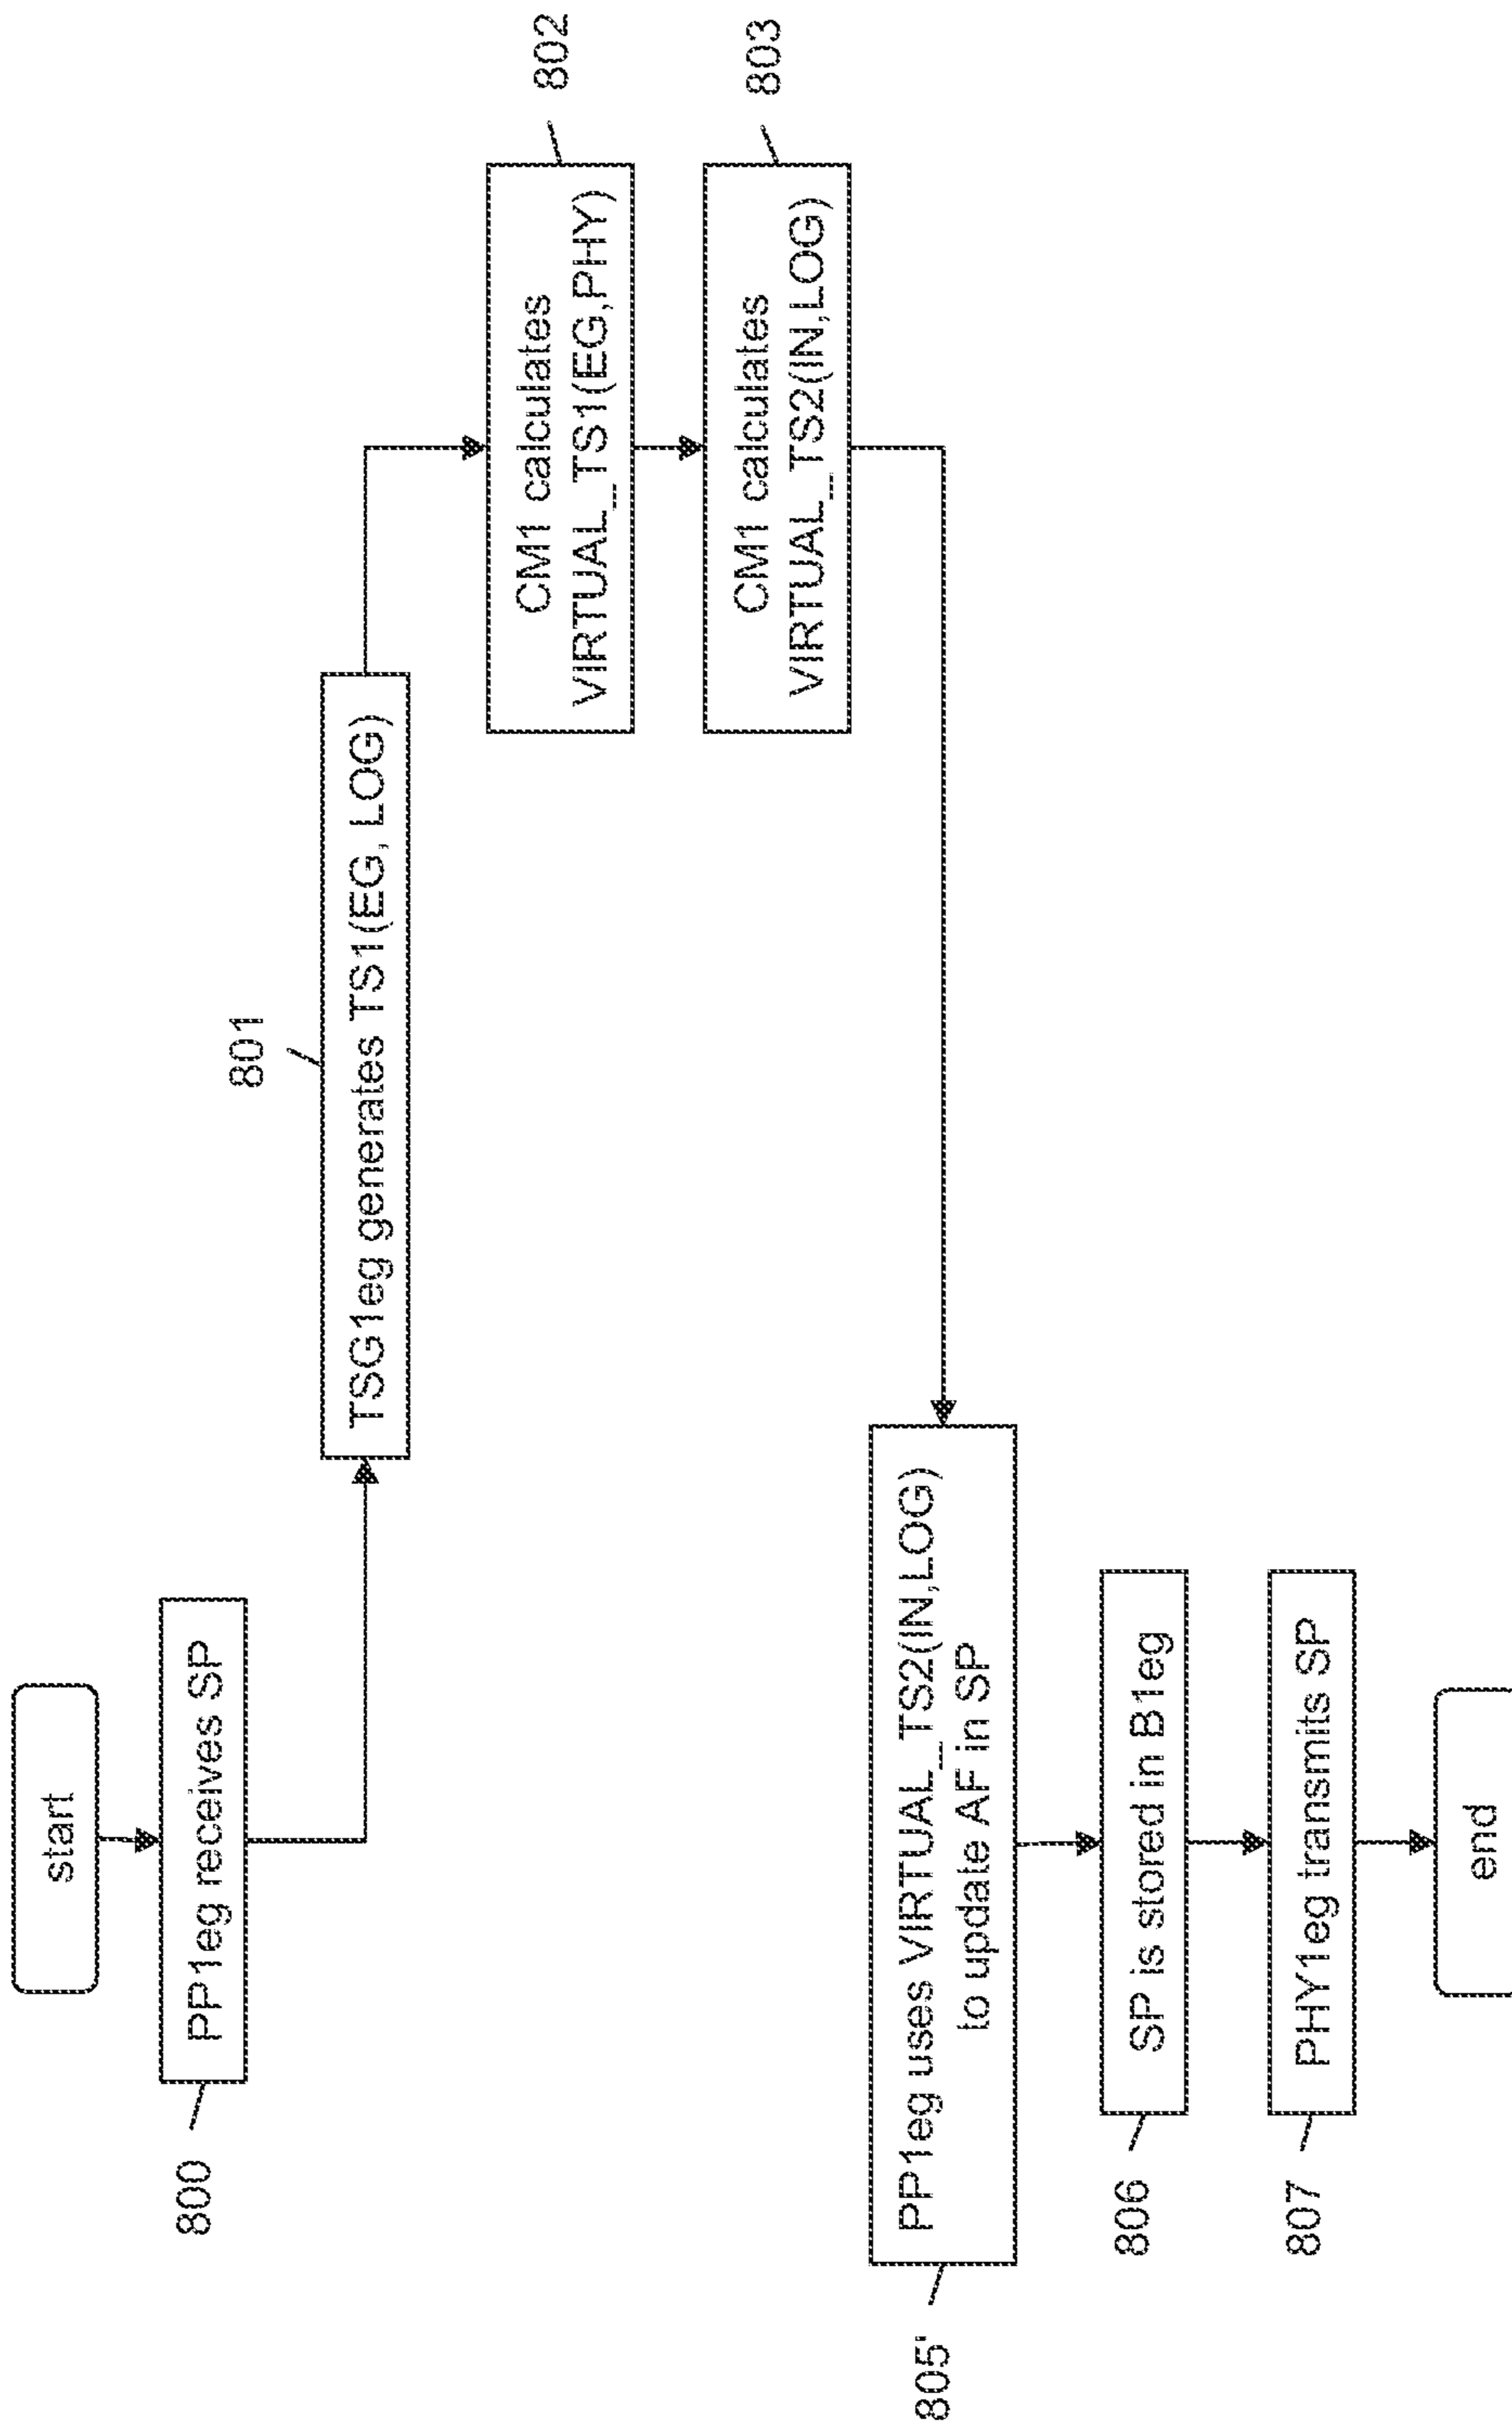 start
800
PP1eg receives SP
801
TSG1eg generates TS1(EG, LOG)
802
CM1 calculates
VIRTUAL_TS1(EG,PHY)
803
CM1 calculates
VIRTUAL_TS2(IN,LOG)
805'
PP1eg uses VIRTUAL_TS2(IN,LOG)
to update AF in SP
806
SP is stored in B1eg
807
PHY1eg transmits SP
end